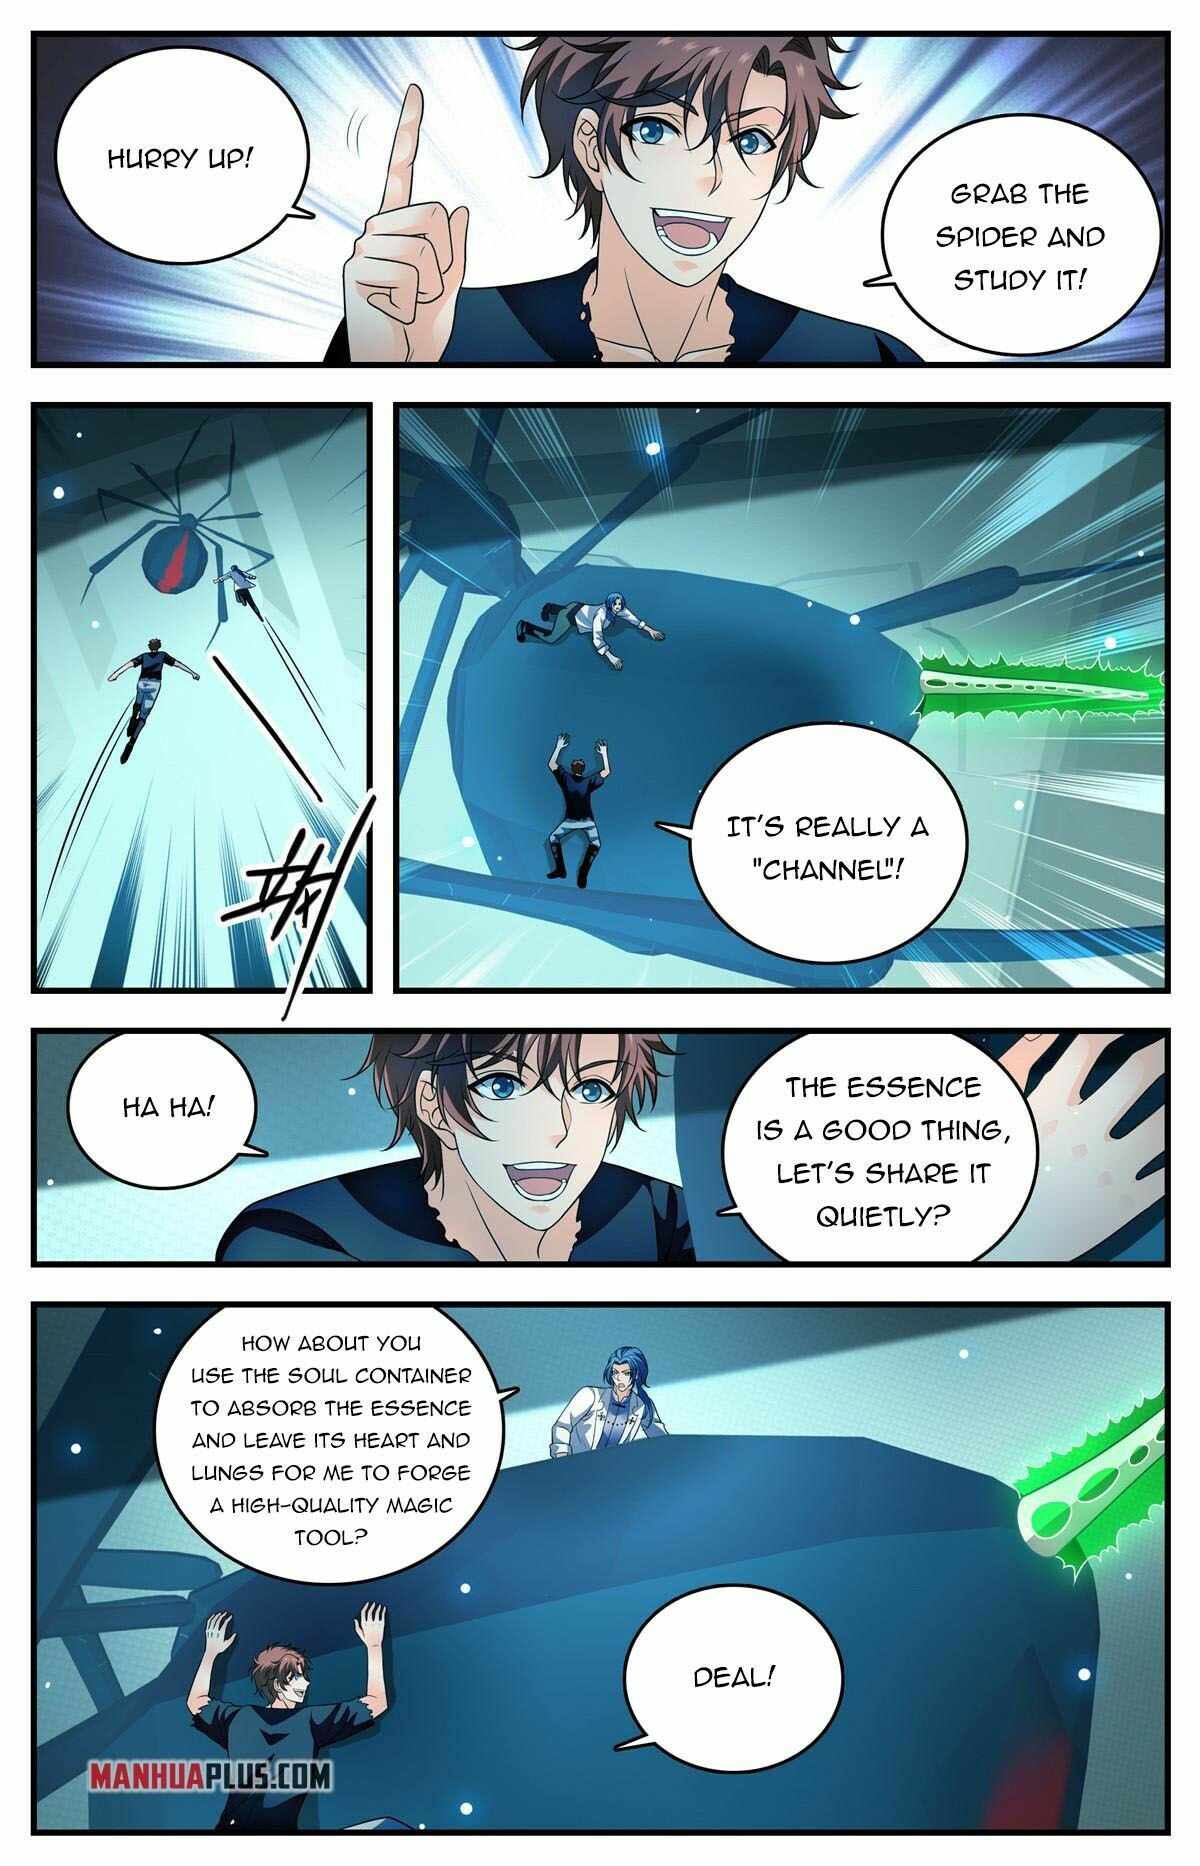 HURRY UP!
GRAB THE
SPIDER AND
STUDY IT!
IT'S REALLY A
"CHANNEL"!
HA HA!
THE ESSENCE
IS A GOOD THING,
LET'S SHARE IT
QUIETLY?
HOW ABOUT YOU
USE THE SOUL CONTAINER
TO ABSORB THE ESSENCE
AND LEAVE ITS HEART AND
LUNGS FOR ME TO FORGE
A HIGH-QUALITY MAGIC
TOOL?
DEAL!
MANHUAPLUS.COM